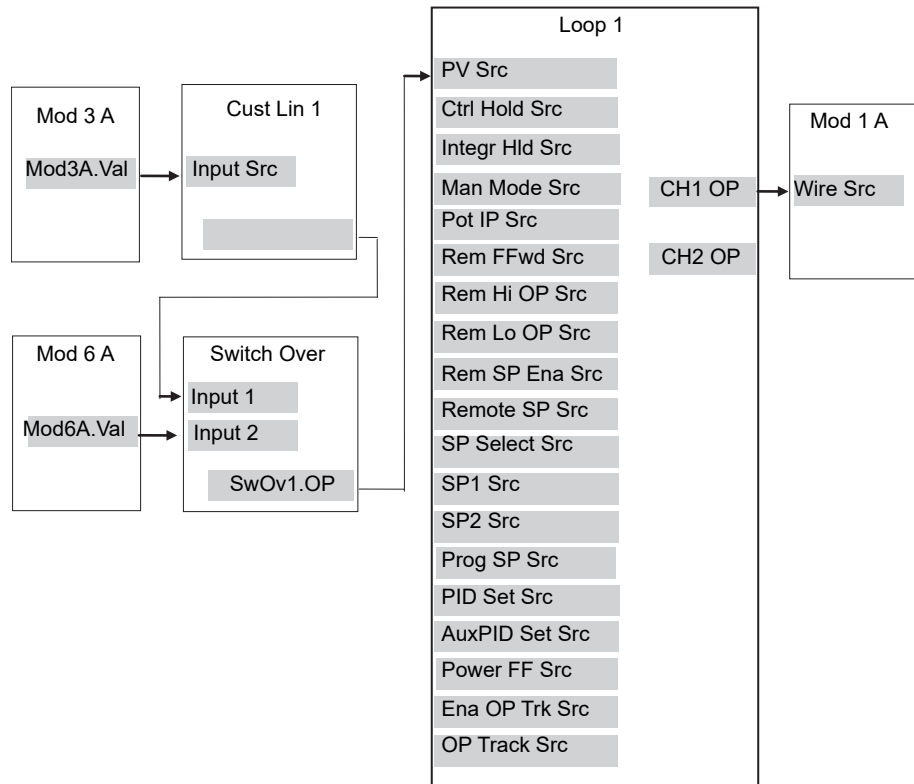 Loop 1
PV Src
Ctrl Hold Src
Integr Hld Src
Man Mode Src
Pot IP Src
Rem FFwd Src
Rem Hi OP Src
Rem Lo OP Src
Rem SP Ena Src
Remote SP Src
SP Select Src
SP1 Src
SP2 Src
Prog SP Src
PID Set Src
AuxPID Set Src
Power FF Src
Ena OP Trk Src
OP Track Src
CH1 OP
CH2 OP
Mod 3 A
Mod3A.Val
Cust Lin 1
Input Src
Mod 6 A
Mod6A.Val
Switch Over
Input 1
Input 2
SwOv1.OP
Mod 1 A
Wire Src